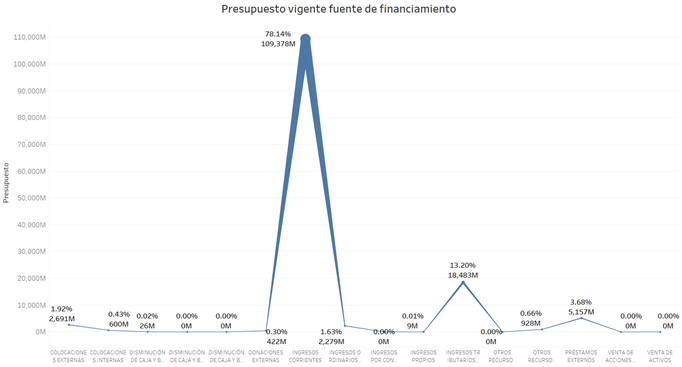 Presupuesto vigente fuente de financiamiento
Presupuesto
110,000M
100,000M
90,000M
80,000M
70,000M
60,000M
50,000M
40,000M
30,000M
20,000M
10,000M
0M
1.92%
2,691M
0.43%
600M
0.02%
26M
0.00%
0M
0.00%
0M
0.30%
422M
78.14%
109,378M
1.63%
2,279M
0.00%
0M
0.01%
9M
13.20%
18,483M
0.00%
0M
0.66%
928M
3.68%
5,157M
0.00%
0M
0.00%
0M
COLOCACIONE
S EXTERNAS
COLOCACIONE
S INTERNAS
DISMINUCIÓN
DE CAJA Y B..
DISMINUCIÓN
DE CAJA Y B..
DISMINUCIÓN
DE CAJA Y B..
DONACIONES
EXTERNAS
INGRESOS
CORRIENTES
INGRESOS O
RDINARIOS..
INGRESOS
POR CON..
INGRESOS
PROPIOS
INGRESOS TR
IBUTARIOS..
OTROS
RECURSO..
OTROS
RECURSO..
PRÉSTAMOS
EXTERNOS
VENTA DE
ACCIONES..
VENTA DE
ACTIVOS